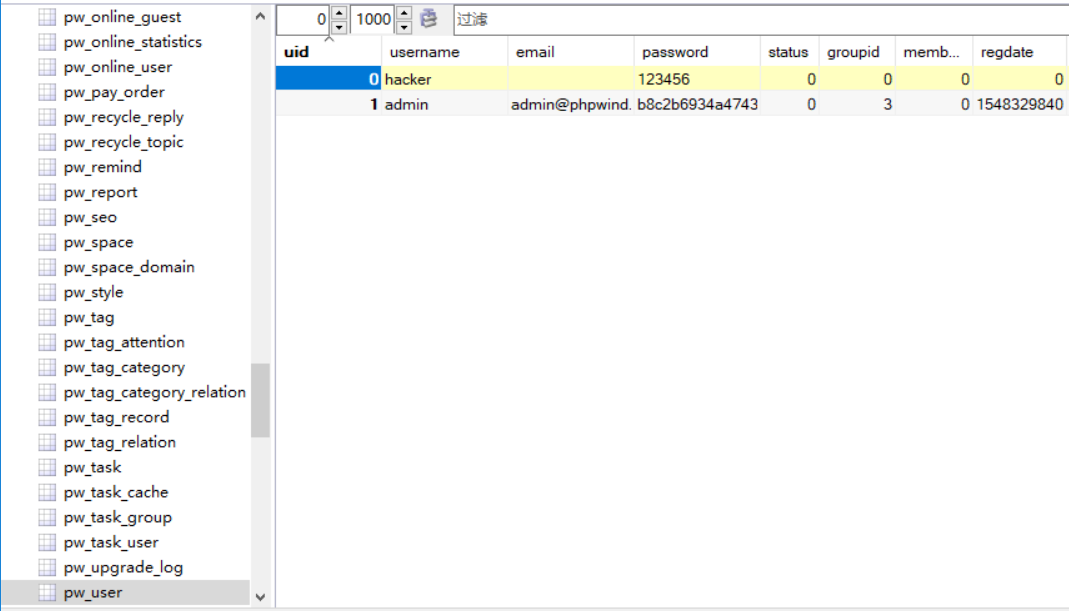 pw_online_guest
pw_online_statistics
pw_online_user
pw_pay_order
pw_recycle_reply
pw_recycle_topic
pw_remind
pw_report
pw_seo
pw_space
pw_space_domain
pw_style
pw_tag
pw_tag_attention
pw_tag_category
pw_tag_category_relation
pw_tag_record
pw_tag_relation
pw_task
pw_task_cache
pw_task_group
pw_task_user
pw_upgrade_log
pw_user
0 1000 过滤
uid username email password status groupid memb... regdate
0 hacker 123456 0 0 0 0
1 admin admin@phpwind. b8c2b6934a4743 0 3 0 1548329840